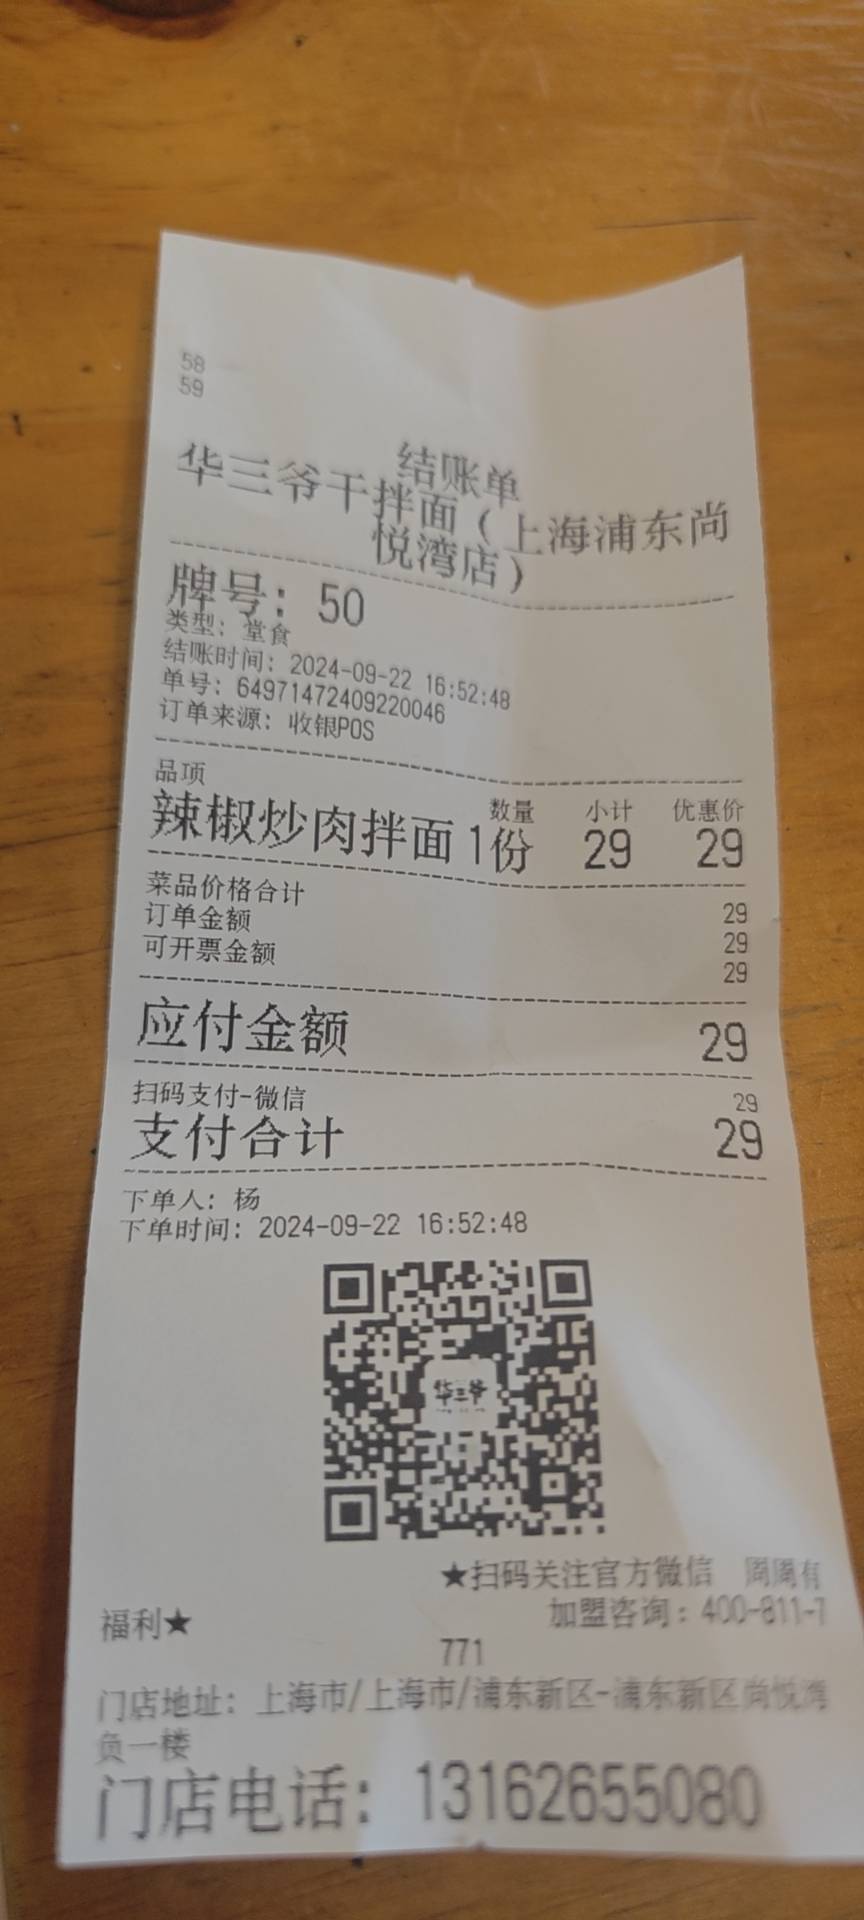 58
59
结账单
华三爷干拌面（上海浦东尚
悦湾店）
牌号：50
类型：堂食
结账时间：2024-09-22 16:52:48
单号：64971472409220046
订单来源：收银POS
品项 数量 小计 优惠价
辣椒炒肉拌面 1份 29 29
菜品价格合计 29
订单金额 29
可开票金额 29
应付金额 29
扫码支付-微信 29
支付合计 29
下单人：杨
下单时间：2024-09-22 16:52:48
华三爷
★扫码关注官方微信 周周有
福利★ 加盟咨询：400-811-7
771
门店地址：上海市/上海市/浦东新区-浦东新区尚悦湾
负一楼
门店电话：13162655080